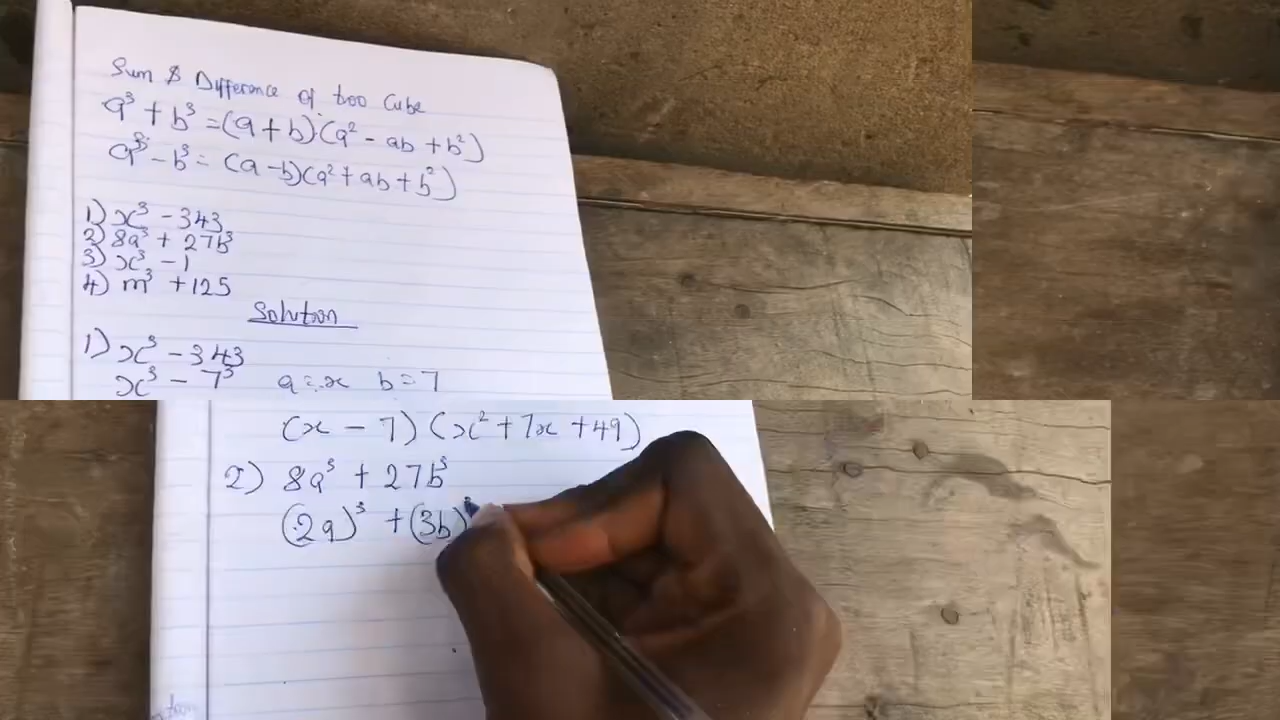 Sum & Difference of two Cube
a³ + b³ = (a + b)(a² - ab + b²)
a³ - b³ = (a - b)(a² + ab + b²)
1) x³ - 343
2) 8a³ + 27b³
3) x³ - 1
4) m³ + 125
Solution
1) x³ - 343
x³ - 7³ a = x b = 7
(x - 7) (x² + 7x + 49)
2) 8a³ + 27b³
(2a)³ + (3b)³